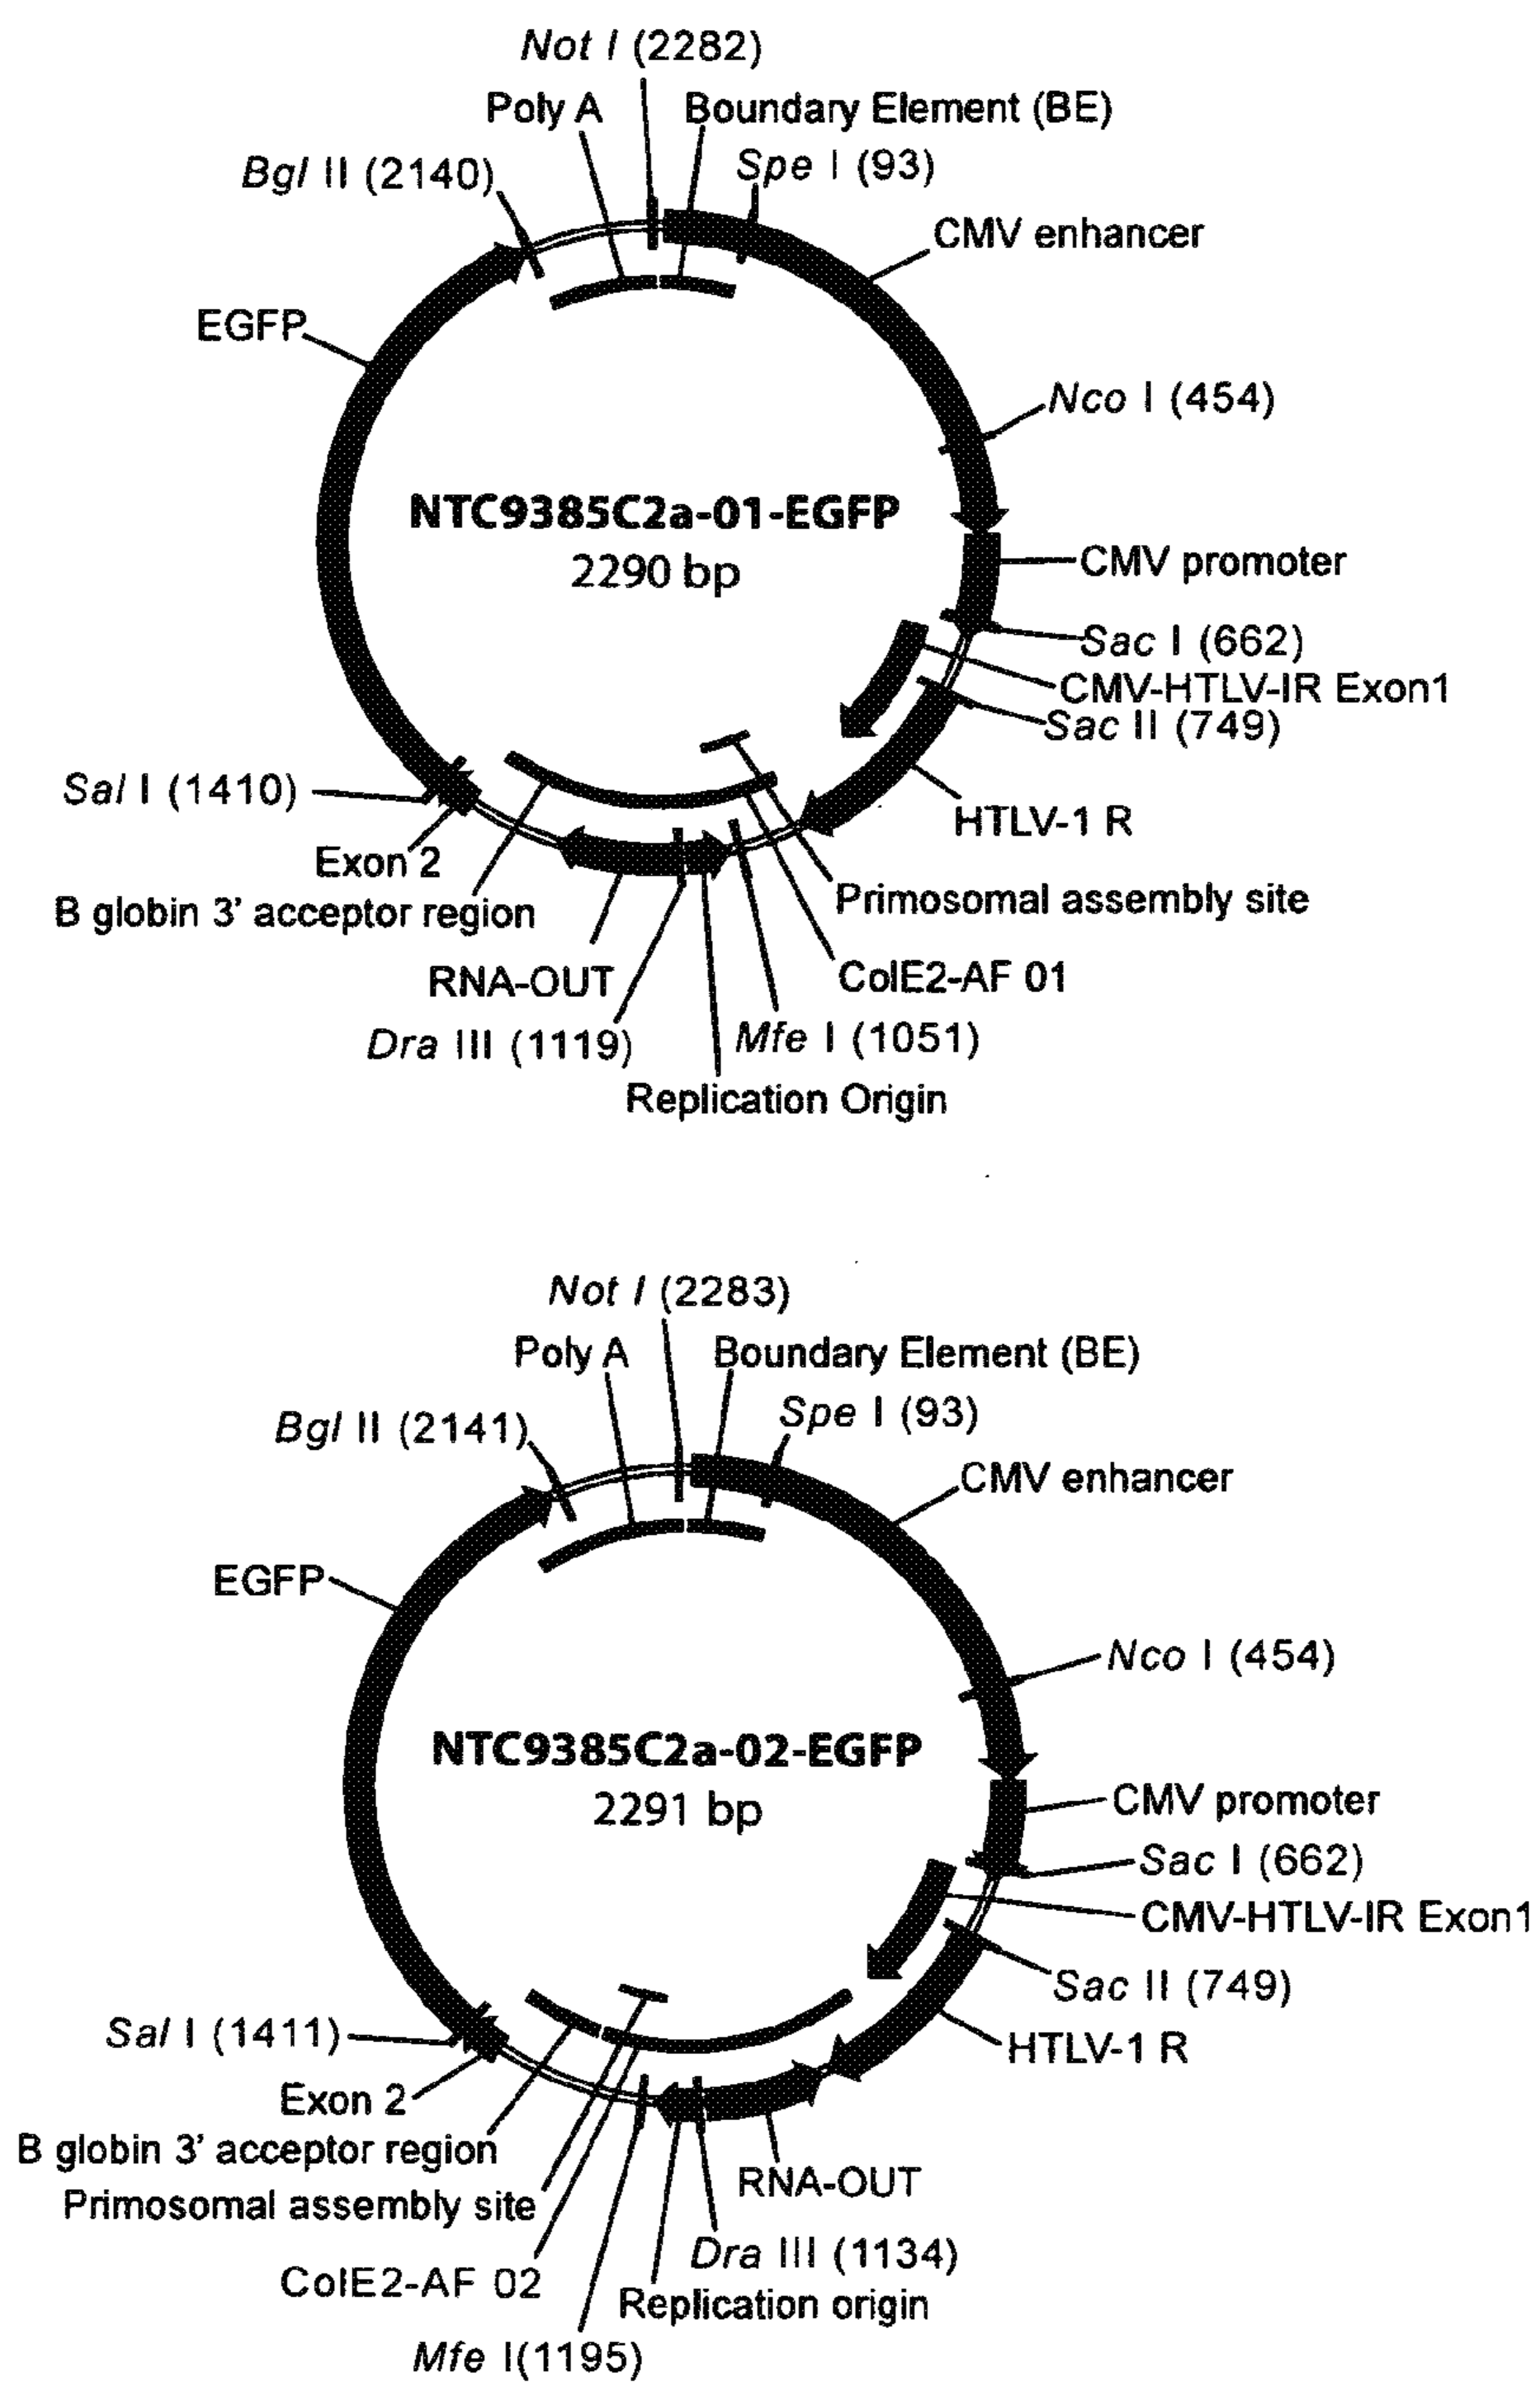 Not I (2282)
Poly A
Boundary Element (BE)
Bgl II (2140)
Spe I (93)
CMV enhancer
EGFP
Nco I (454)
NTC9385C2a-01-EGFP
2290 bp
CMV promoter
Sac I (662)
CMV-HTLV-IR Exon1
Sac II (749)
Sal I (1410)
HTLV-1 R
Exon 2
Primosomal assembly site
B globin 3' acceptor region
RNA-OUT
ColE2-AF 01
Dra III (1119)
Mfe I (1051)
Replication Origin
Not I (2283)
Poly A
Boundary Element (BE)
Bgl II (2141)
Spe I (93)
CMV enhancer
EGFP
Nco I (454)
NTC9385C2a-02-EGFP
2291 bp
CMV promoter
Sac I (662)
CMV-HTLV-IR Exon1
Sac II (749)
Sal I (1411)
HTLV-1 R
Exon 2
B globin 3' acceptor region
RNA-OUT
Primosomal assembly site
Dra III (1134)
ColE2-AF 02
Replication origin
Mfe I(1195)